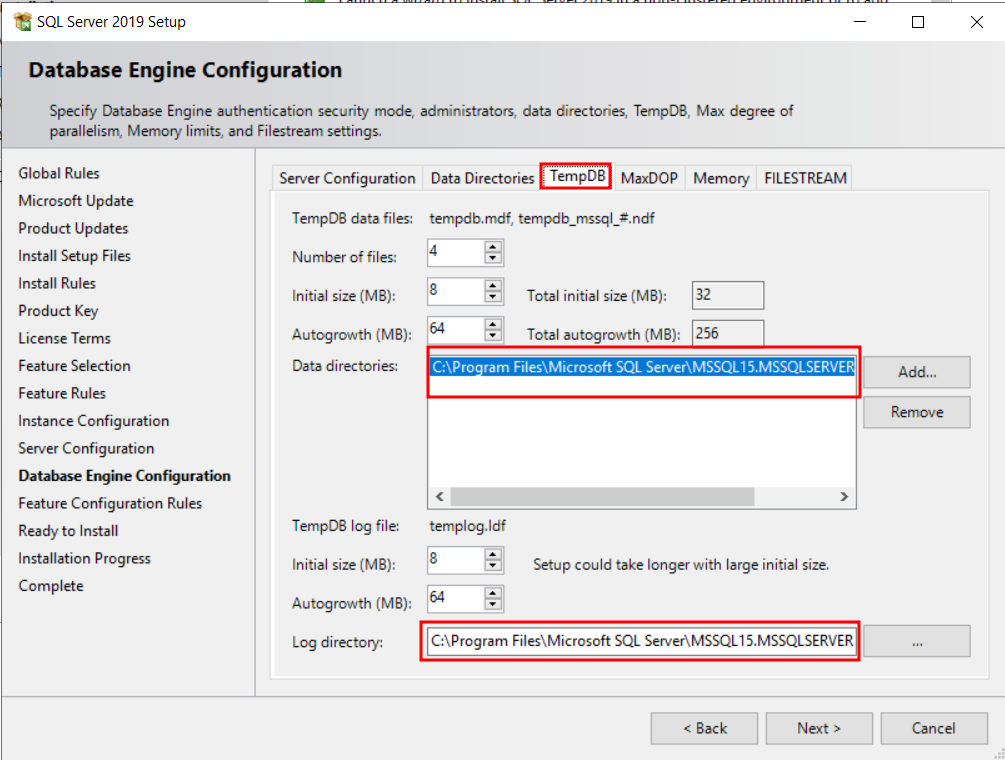 SQL Server 2019 Setup
Database Engine Configuration
Specify Database Engine authentication security mode, administrators, data directories, TempDB, Max degree of
parallelism, Memory limits, and Filestream settings.
Global Rules
Microsoft Update
Product Updates
Install Setup Files
Install Rules
Product Key
License Terms
Feature Selection
Feature Rules
Instance Configuration
Server Configuration
Database Engine Configuration
Feature Configuration Rules
Ready to Install
Installation Progress
Complete
Server Configuration Data Directories TempDB MaxDOP Memory FILESTREAM
TempDB data files: tempdb.mdf, tempdb_mssql_#.ndf
Number of files: 4
Initial size (MB): 8 Total initial size (MB): 32
Autogrowth (MB): 64 Total autogrowth (MB): 256
Data directories: C:\Program Files\Microsoft SQL Server\MSSQL15.MSSQLSERVER
Add...
Remove
TempDB log file: templog.ldf
Initial size (MB): 8 Setup could take longer with large initial size.
Autogrowth (MB): 64
Log directory: C:\Program Files\Microsoft SQL Server\MSSQL15.MSSQLSERVER ...
< Back Next > Cancel